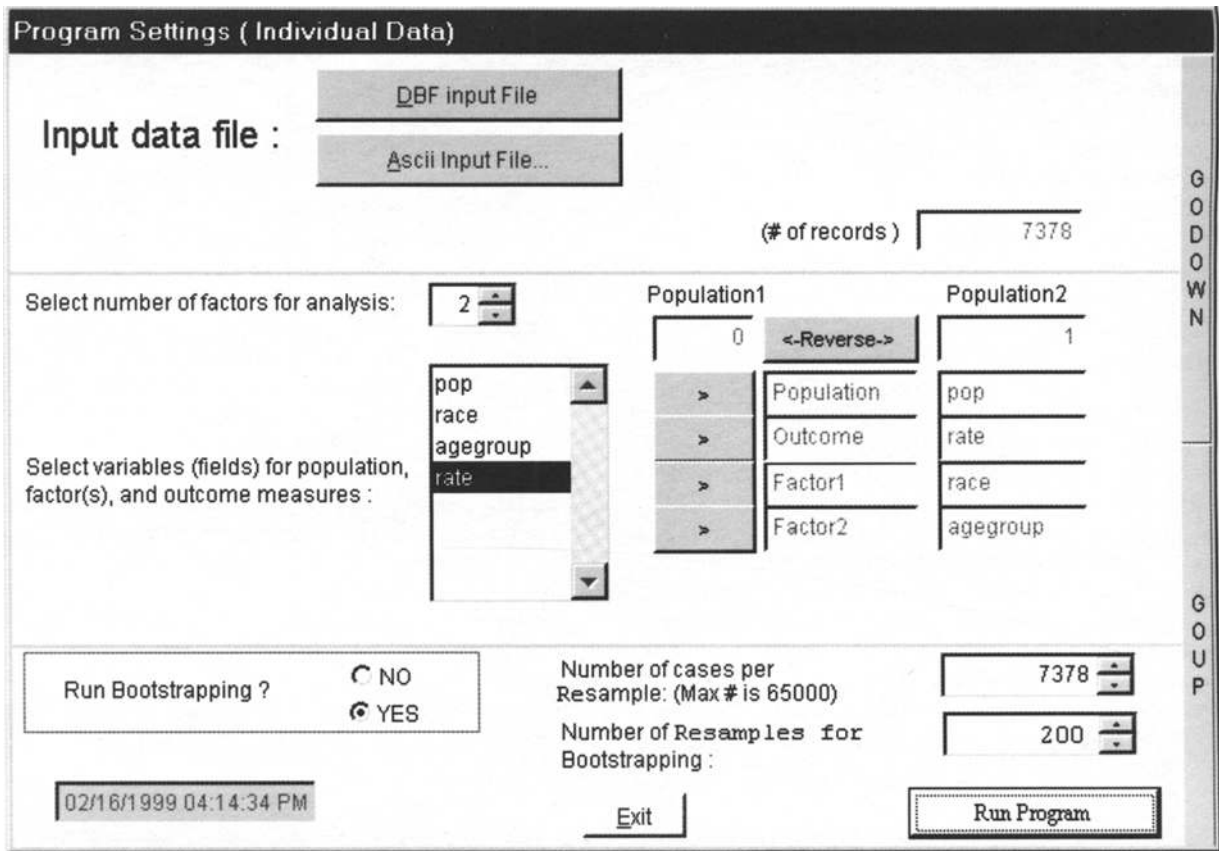 Program Settings ( Individual Data)
Input data file :
DBF input File
Ascii Input File...
(# of records )
7378
Select number of factors for analysis:
2
Population1
Population2
0
<-Reverse->
1
pop
race
agegroup
rate
Select variables (fields) for population,
factor(s), and outcome measures :
>
Population
pop
>
Outcome
rate
>
Factor1
race
>
Factor2
agegroup
Run Bootstrapping ?
NO
YES
Number of cases per
Resample: (Max # is 65000)
7378
Number of Resamples for
Bootstrapping :
200
02/16/1999 04:14:34 PM
Exit
Run Program
GO DOWN
GO UP